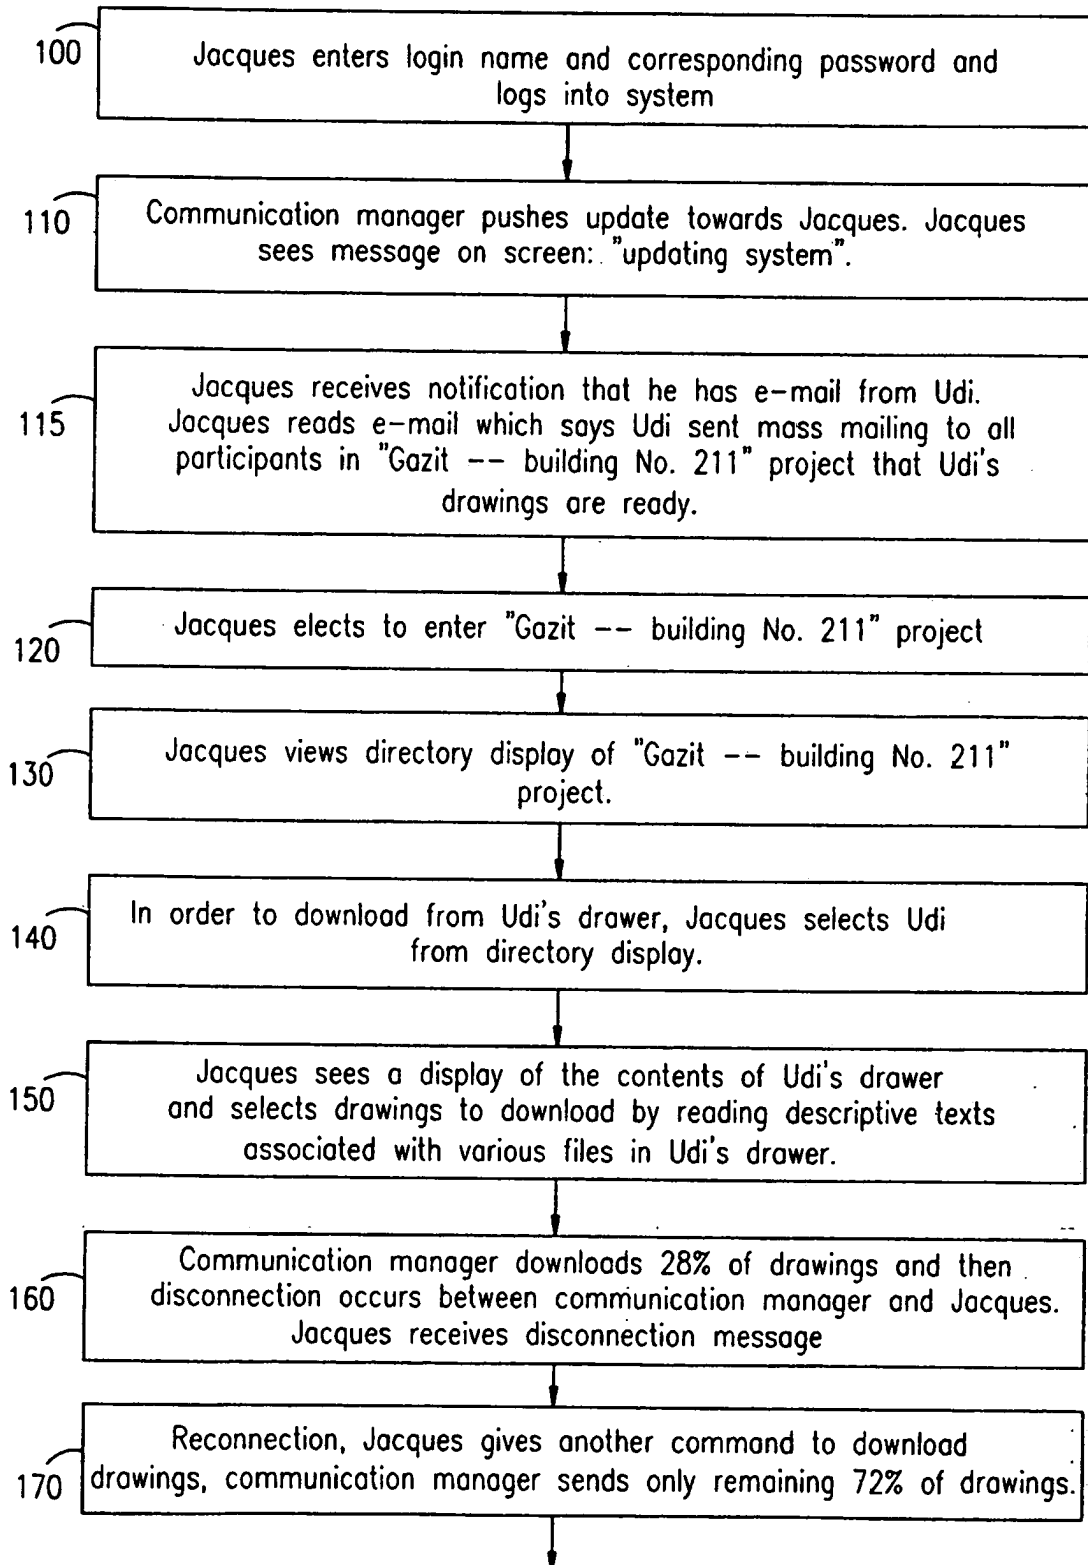 100
Jacques enters login name and corresponding password and
logs into system
110
Communication manager pushes update towards Jacques. Jacques
sees message on screen: "updating system".
115
Jacques receives notification that he has e-mail from Udi.
Jacques reads e-mail which says Udi sent mass mailing to all
participants in "Gazit -- building No. 211" project that Udi's
drawings are ready.
120
Jacques elects to enter "Gazit -- building No. 211" project
130
Jacques views directory display of "Gazit -- building No. 211"
project.
140
In order to download from Udi's drawer, Jacques selects Udi
from directory display.
150
Jacques sees a display of the contents of Udi's drawer
and selects drawings to download by reading descriptive texts
associated with various files in Udi's drawer.
160
Communication manager downloads 28% of drawings and then
disconnection occurs between communication manager and Jacques.
Jacques receives disconnection message
170
Reconnection, Jacques gives another command to download
drawings, communication manager sends only remaining 72% of drawings.